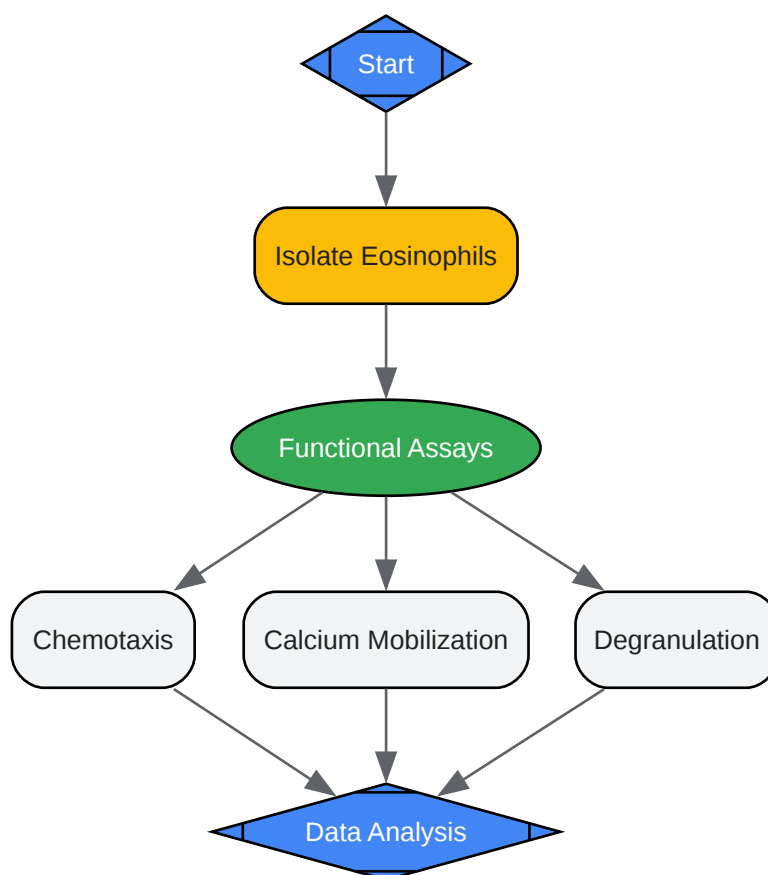 Start
Isolate Eosinophils
Functional Assays
Chemotaxis
Calcium Mobilization
Degranulation
Data Analysis